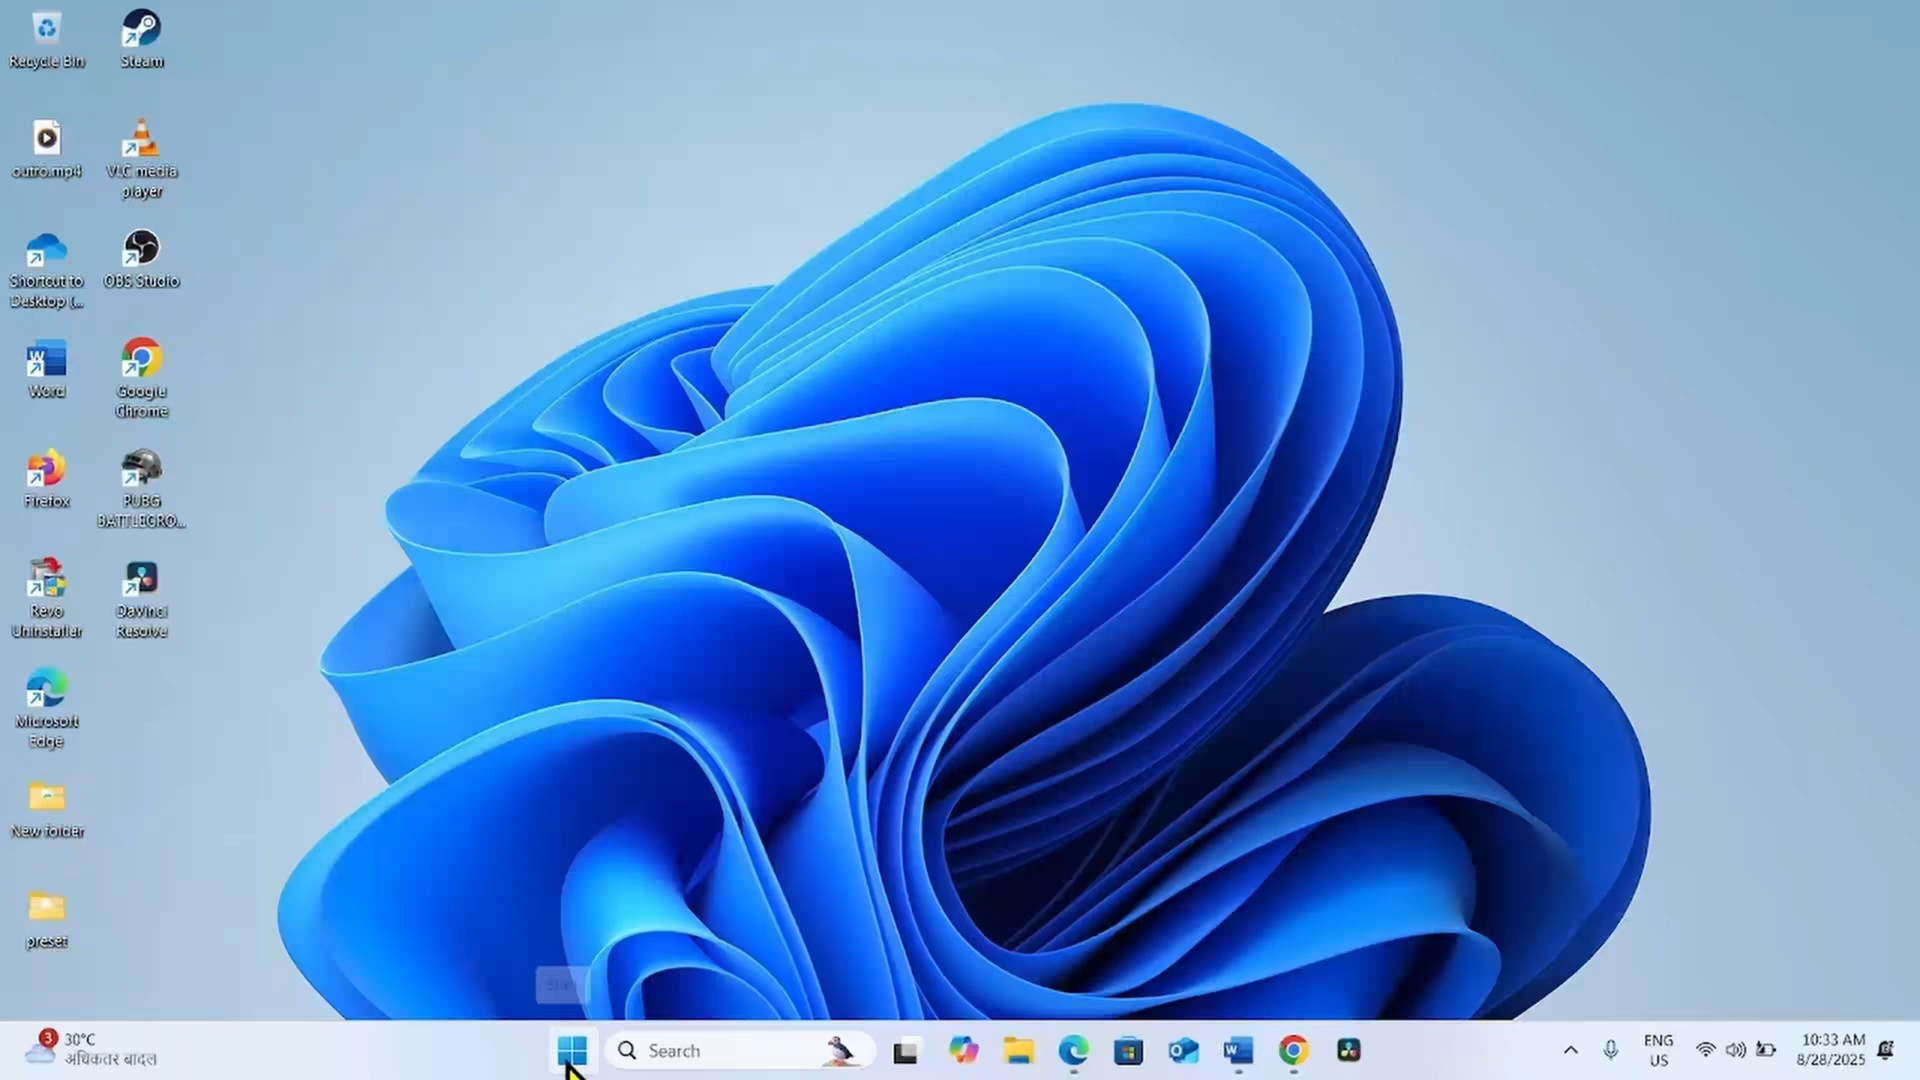 Recycle Bin
Steam
outro.mp4
VLC media
player
Shortcut to
Desktop (...
OBS Studio
Word
Google
Chrome
Firefox
PUBG
BATTLEGRO...
Revo
Uninstaller
DaVinci
Resolve
Microsoft
Edge
New folder
preset
3
30°C
अधिकतर बादल
Search
ENG
US
10:33 AM
8/28/2025